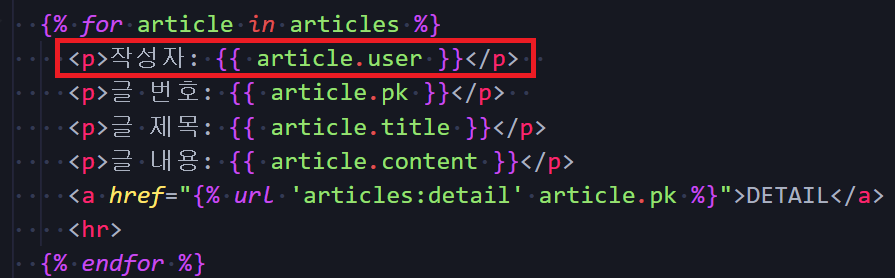 {% for article in articles %}
<p>작성자: {{ article.user }}</p>
<p>글 번호: {{ article.pk }}</p>
<p>글 제목: {{ article.title }}</p>
<p>글 내용: {{ article.content }}</p>
<a href="{% url 'articles:detail' article.pk %}">DETAIL</a>
<hr>
{% endfor %}